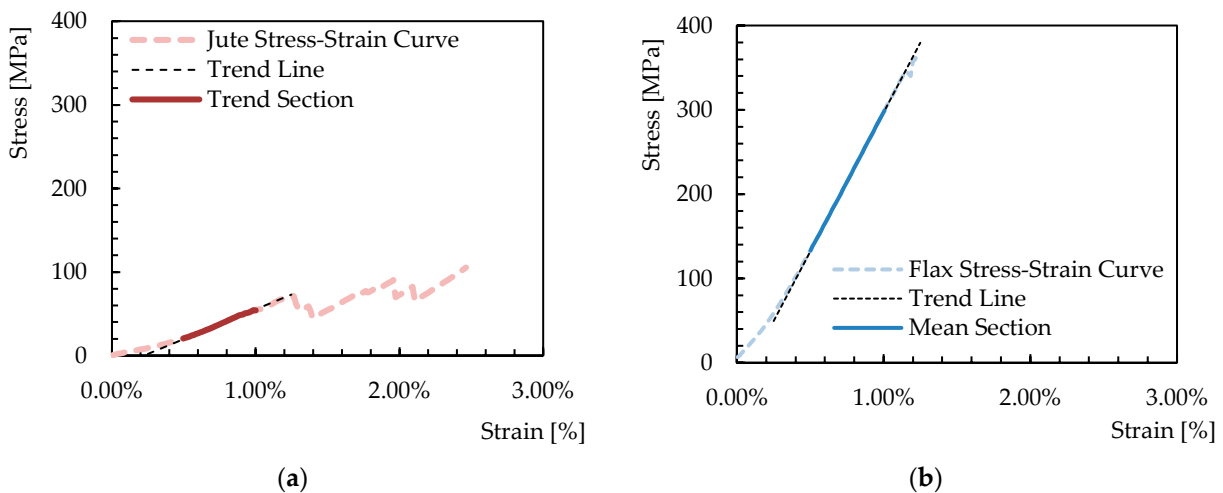 Stress [MPa]
400
300
200
100
0
0.00%
1.00%
2.00%
3.00%
Strain [%]
Jute Stress-Strain Curve
Trend Line
Trend Section
(a)
Stress [MPa]
400
300
200
100
0
0.00%
1.00%
2.00%
3.00%
Strain [%]
Flax Stress-Strain Curve
Trend Line
Mean Section
(b)